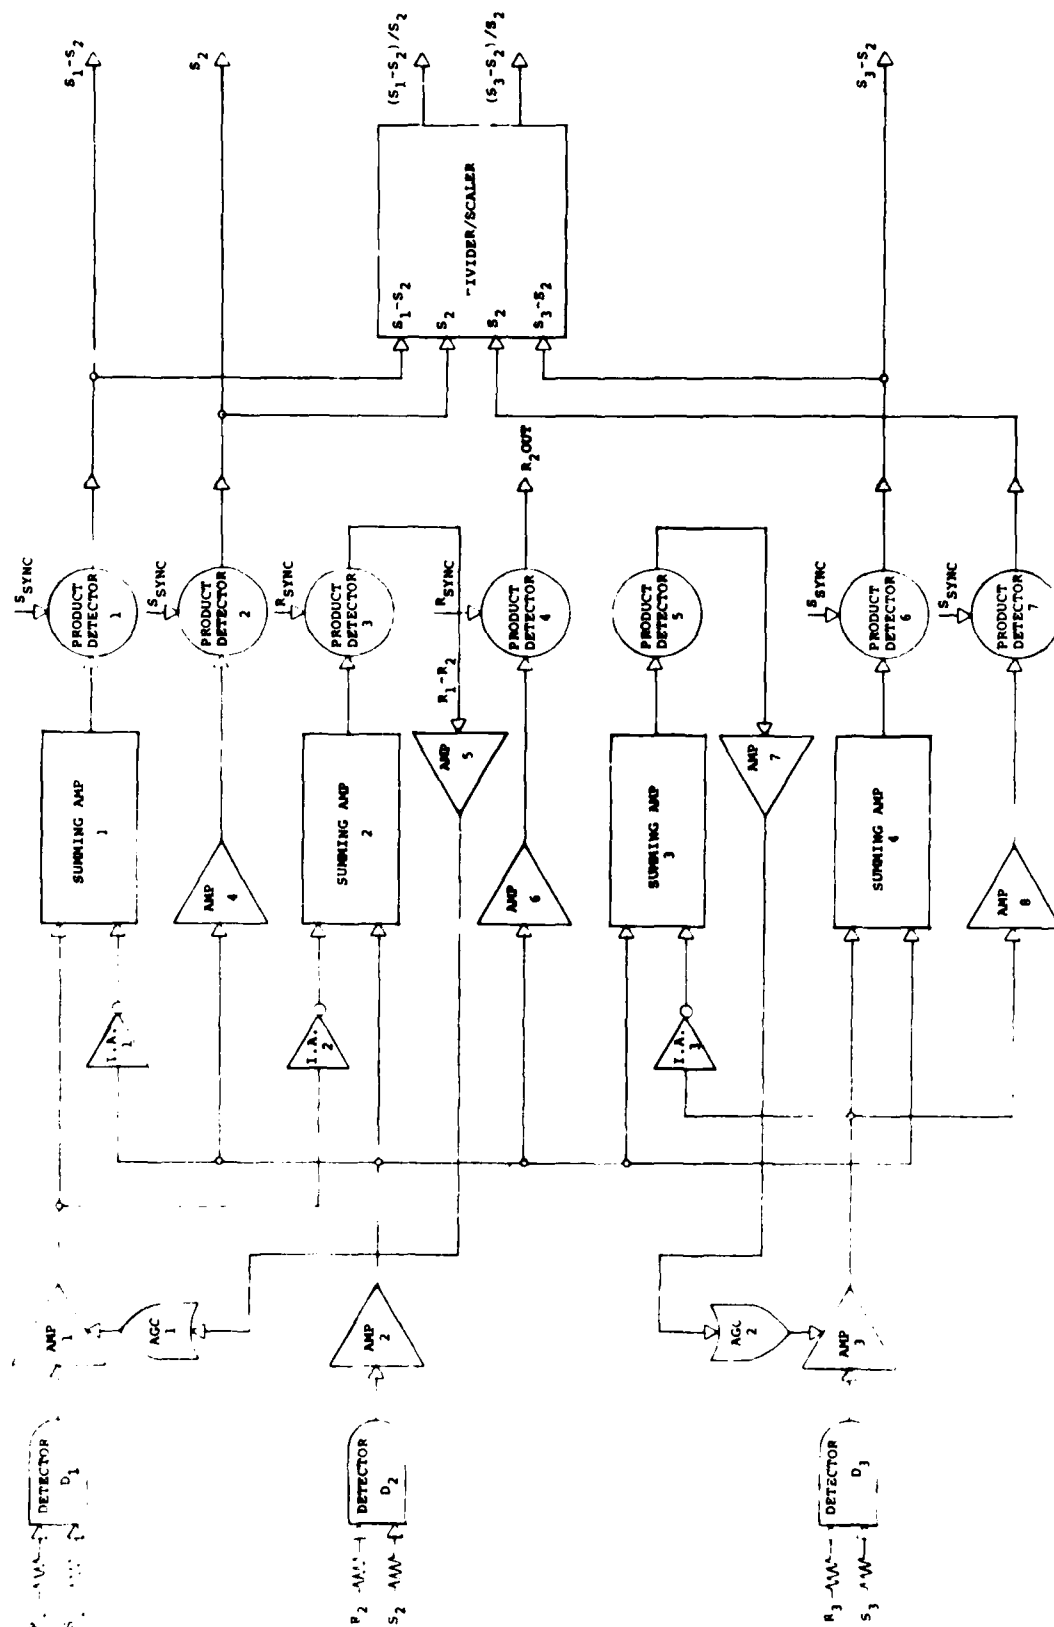 S1-S2
S2
(S1-S2)/S2
(S3-S2)/S2
S3-S2
IVIDER/SCALER
S1-S2
S2
S2
S3-S2
SSYNC
PRODUCT
DETECTOR
1
SSYNC
PRODUCT
DETECTOR
2
RSYNC
PRODUCT
DETECTOR
3
RSYNC
PRODUCT
DETECTOR
4
R2OUT
PRODUCT
DETECTOR
5
SSYNC
PRODUCT
DETECTOR
6
SSYNC
PRODUCT
DETECTOR
7
R1-R2
SUMMING AMP
1
AMP
4
SUMMING AMP
2
AMP
5
AMP
6
SUMMING AMP
3
AMP
7
SUMMING AMP
4
AMP
8
I.A.
1
I.A.
2
I.A.
3
AMP
1
AGC
1
AMP
2
AGC
2
AMP
3
DETECTOR
D1
DETECTOR
D2
DETECTOR
D3
R2
S2
R3
S3